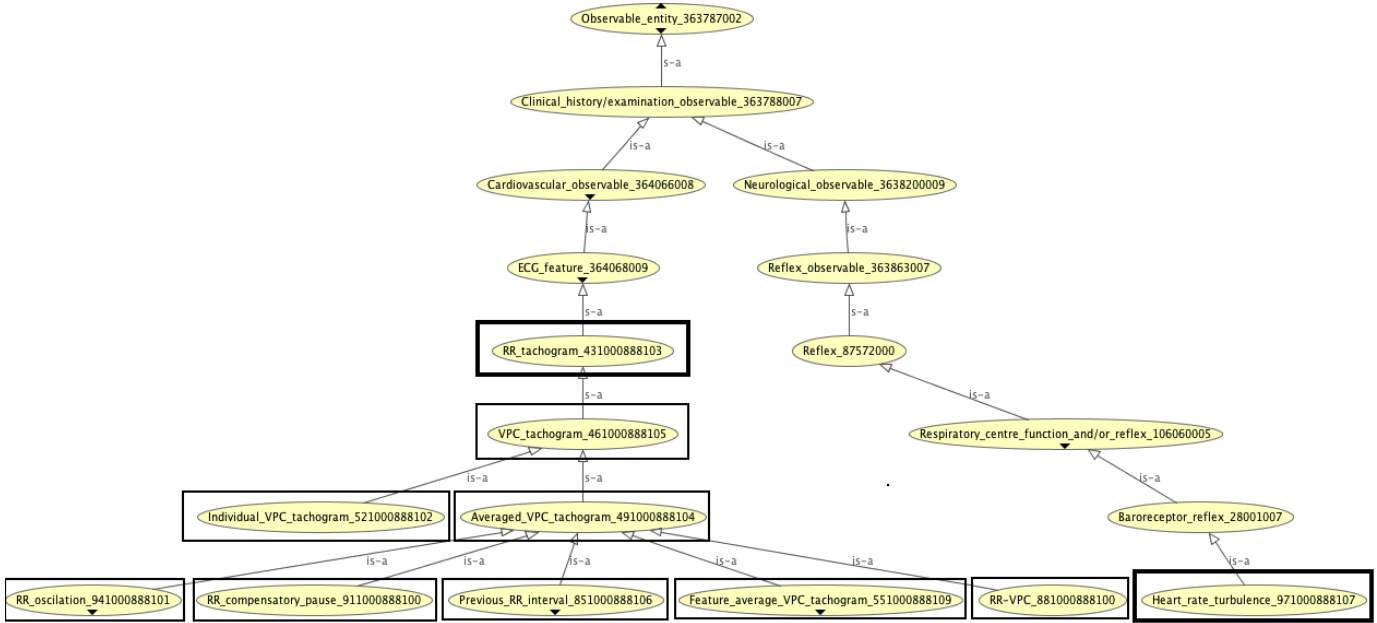 Observable_entity_363787002
s-a
Clinical_history/examination_observable_363788007
is-a
is-a
Cardiovascular_observable_364066008
Neurological_observable_3638200009
is-a
is-a
ECG_feature_364068009
Reflex_observable_363863007
s-a
s-a
RR_tachogram_431000888103
Reflex_87572000
s-a
is-a
VPC_tachogram_461000888105
Respiratory_centre_function_and/or_reflex_106060005
is-a
s-a
is-a
Individual_VPC_tachogram_521000888102
Averaged_VPC_tachogram_491000888104
Baroreceptor_reflex_28001007
is-a
is-a
is-a
is-a
is-a
is-a
RR_oscilation_941000888101
RR_compensatory_pause_911000888100
Previous_RR_interval_851000888106
Feature_average_VPC_tachogram_551000888109
RR-VPC_881000888100
Heart_rate_turbulence_971000888107